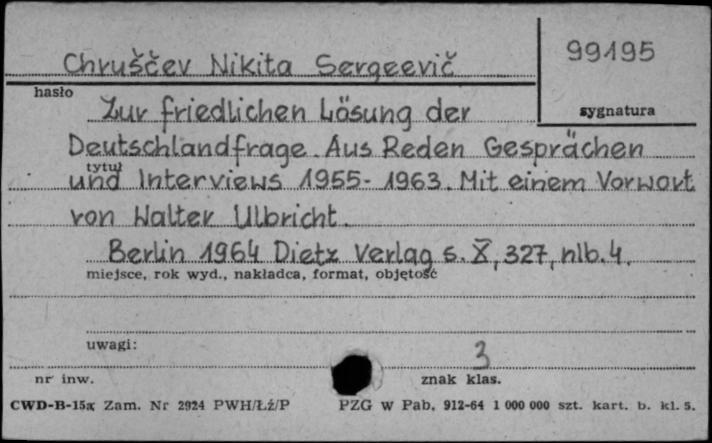 Chruščev Nikita Sergeevič
99195
hasło
sygnatura
Zur friedlichen Lösung der
Deutschlandfrage. Aus Reden Gesprächen
tytuł
und Interviews 1955-1963. Mit einem Vorwort
von Walter Ulbricht.
Berlin 1964 Dietz Verlag s. X, 327, nlb. 4.
miejsce, rok wyd., nakładca, format, objętość
uwagi:
3
nr inw.
znak klas.
CWD-B-15a Zam. Nr 2924 PWH/Łź/P
PZG w Pab. 912-64 1 000 000 szt. kart. b. kl. 5.